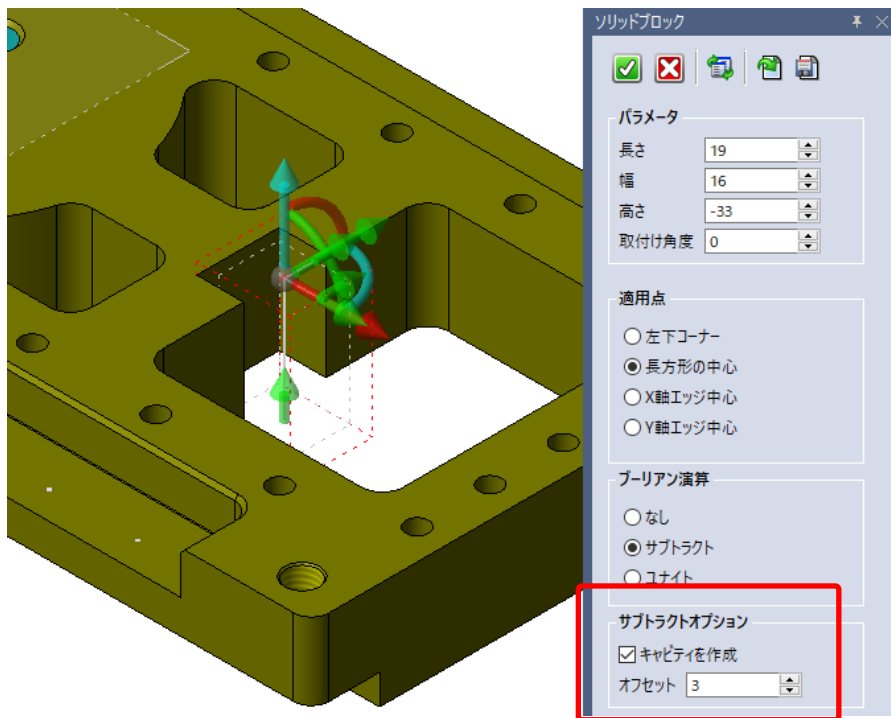 ソリッドブロック
パラメータ
長さ 19
幅 16
高さ -33
取付け角度 0
適用点
左下コーナー
長方形の中心
X軸エッジ中心
Y軸エッジ中心
ブーリアン演算
なし
サブトラクト
ユナイト
サブトラクトオプション
キャビティを作成
オフセット 3